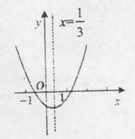 y
x=1/3
O
-1 1 x